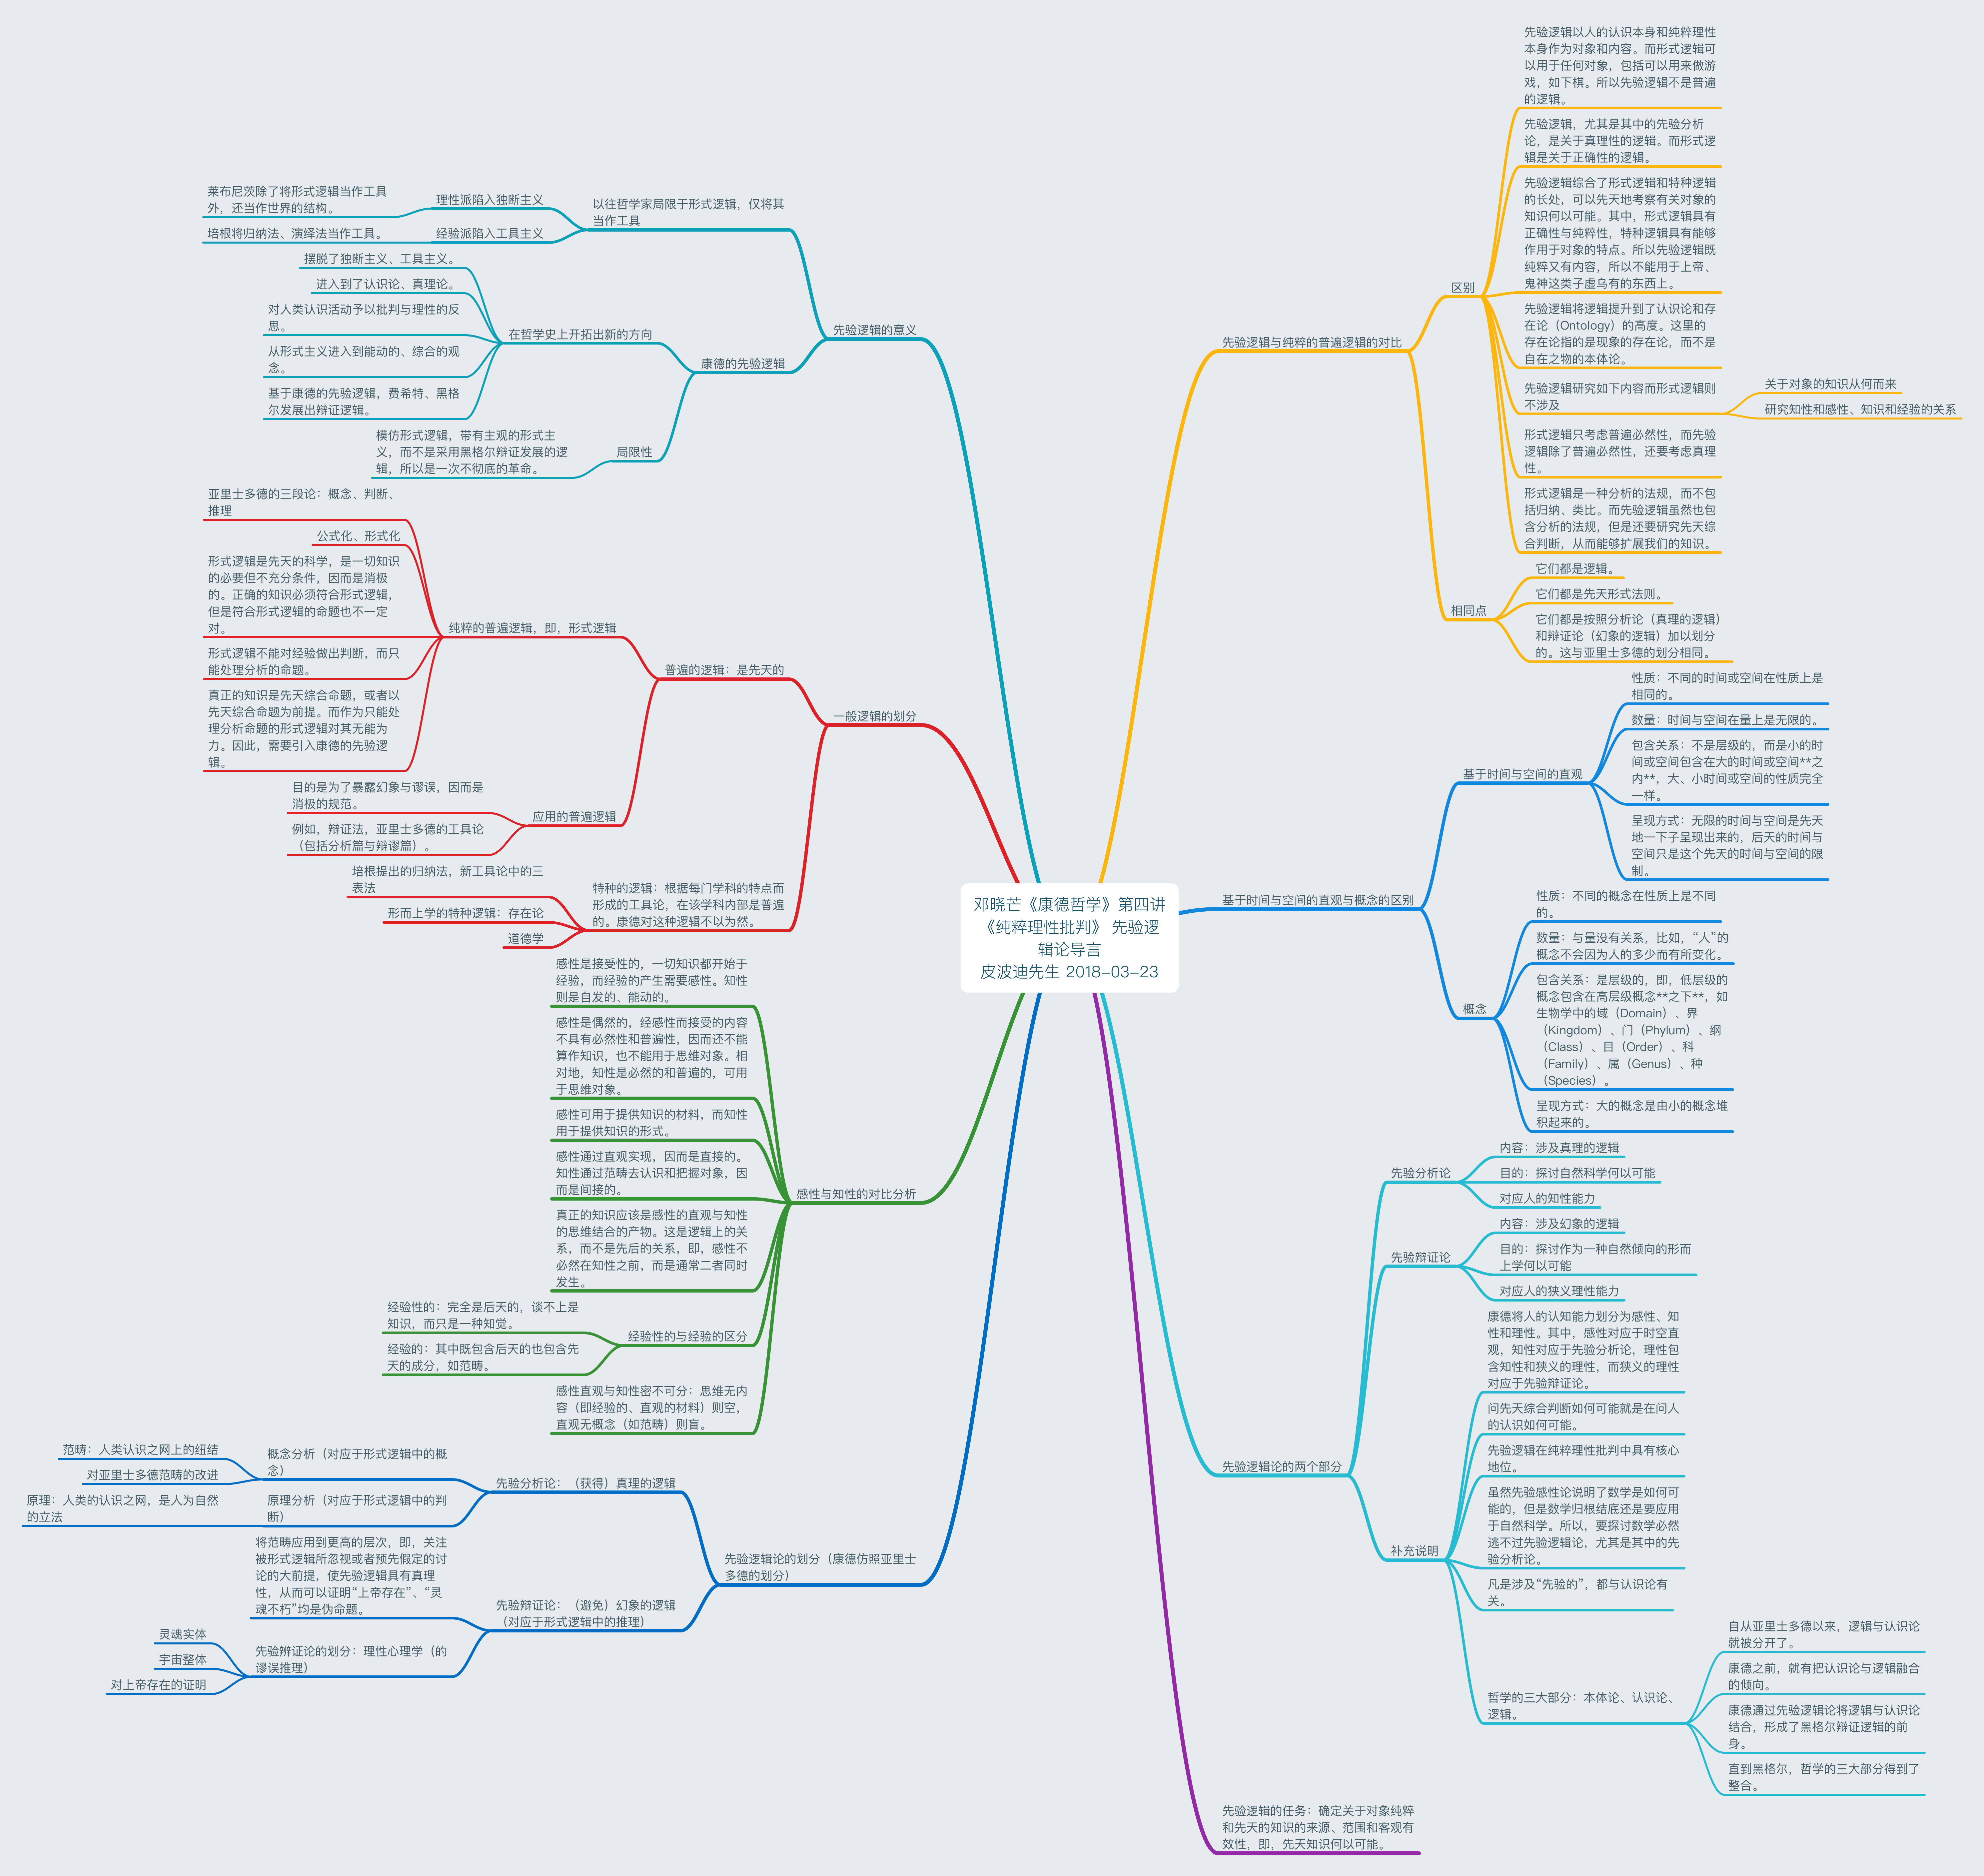 邓晓芒《康德哲学》第四讲
《纯粹理性批判》 先验逻
辑论导言
皮波迪先生 2018-03-23
先验逻辑与纯粹的普遍逻辑的对比
区别
先验逻辑以人的认识本身和纯粹理性
本身作为对象和内容。而形式逻辑可
以用于任何对象，包括可以用来做游
戏，如下棋。所以先验逻辑不是普遍
的逻辑。
先验逻辑，尤其是其中的先验分析
论，是关于真理性的逻辑。而形式逻
辑是关于正确性的逻辑。
先验逻辑综合了形式逻辑和特种逻辑
的长处，可以先天地考察有关对象的
知识何以可能。其中，形式逻辑具有
正确性与纯粹性，特种逻辑具有能够
作用于对象的特点。所以先验逻辑既
纯粹又有内容，所以不能用于上帝、
鬼神这类子虚乌有的东西上。
先验逻辑将逻辑提升到了认识论和存
在论（Ontology）的高度。这里的
存在论指的是现象的存在论，而不是
自在之物的本体论。
先验逻辑研究如下内容而形式逻辑则
不涉及
关于对象的知识从何而来
研究知性和感性、知识和经验的关系
形式逻辑只考虑普遍必然性，而先验
逻辑除了普遍必然性，还要考虑真理
性。
形式逻辑是一种分析的法规，而不包
括归纳、类比。而先验逻辑虽然也包
含分析的法规，但是还要研究先天综
合判断，从而能够扩展我们的知识。
相同点
它们都是逻辑。
它们都是先天形式法则。
它们都是按照分析论（真理的逻辑）
和辩证论（幻象的逻辑）加以划分
的。这与亚里士多德的划分相同。
基于时间与空间的直观与概念的区别
基于时间与空间的直观
性质：不同的时间或空间在性质上是
相同的。
数量：时间与空间在量上是无限的。
包含关系：不是层级的，而是小的时
间或空间包含在大的时间或空间**之
内**，大、小时间或空间的性质完全
一样。
呈现方式：无限的时间与空间是先天
地一下子呈现出来的，后天的时间与
空间只是这个先天的时间与空间的限
制。
概念
性质：不同的概念在性质上是不同
的。
数量：与量没有关系，比如，“人”的
概念不会因为人的多少而有所变化。
包含关系：是层级的，即，低层级的
概念包含在高层级概念**之下**，如
生物学中的域（Domain）、界
（Kingdom）、门（Phylum）、纲
（Class）、目（Order）、科
（Family）、属（Genus）、种
（Species）。
呈现方式：大的概念是由小的概念堆
积起来的。
先验逻辑论的两个部分
先验分析论
内容：涉及真理的逻辑
目的：探讨自然科学何以可能
对应人的知性能力
先验辩证论
内容：涉及幻象的逻辑
目的：探讨作为一种自然倾向的形而
上学何以可能
对应人的狭义理性能力
补充说明
康德将人的认知能力划分为感性、知
性和理性。其中，感性对应于时空直
观，知性对应于先验分析论，理性包
含知性和狭义的理性，而狭义的理性
对应于先验辩证论。
问先天综合判断如何可能就是在问人
的认识如何可能。
先验逻辑在纯粹理性批判中具有核心
地位。
虽然先验感性论说明了数学是如何可
能的，但是数学归根结底还是要应用
于自然科学。所以，要探讨数学必然
逃不过先验逻辑论，尤其是其中的先
验分析论。
凡是涉及“先验的”，都与认识论有
关。
哲学的三大部分：本体论、认识论、
逻辑。
自从亚里士多德以来，逻辑与认识论
就被分开了。
康德之前，就有把认识论与逻辑融合
的倾向。
康德通过先验逻辑论将逻辑与认识论
结合，形成了黑格尔辩证逻辑的前
身。
直到黑格尔，哲学的三大部分得到了
整合。
先验逻辑的任务：确定关于对象纯粹
和先天的知识的来源、范围和客观有
效性，即，先天知识何以可能。
先验逻辑的意义
以往哲学家局限于形式逻辑，仅将其
当作工具
理性派陷入独断主义
莱布尼茨除了将形式逻辑当作工具
外，还当作世界的结构。
经验派陷入工具主义
培根将归纳法、演绎法当作工具。
康德的先验逻辑
在哲学史上开拓出新的方向
摆脱了独断主义、工具主义。
进入到了认识论、真理论。
对人类认识活动予以批判与理性的反
思。
从形式主义进入到能动的、综合的观
念。
基于康德的先验逻辑，费希特、黑格
尔发展出辩证逻辑。
局限性
模仿形式逻辑，带有主观的形式主
义，而不是采用黑格尔辩证发展的逻
辑，所以是一次不彻底的革命。
一般逻辑的划分
普遍的逻辑：是先天的
纯粹的普遍逻辑，即，形式逻辑
亚里士多德的三段论：概念、判断、
推理
公式化、形式化
形式逻辑是先天的科学，是一切知识
的必要但不充分条件，因而是消极
的。正确的知识必须符合形式逻辑，
但是符合形式逻辑的命题也不一定
对。
形式逻辑不能对经验做出判断，而只
能处理分析的命题。
真正的知识是先天综合命题，或者以
先天综合命题为前提。而作为只能处
理分析命题的形式逻辑对其无能为
力。因此，需要引入康德的先验逻
辑。
应用的普遍逻辑
目的是为了暴露幻象与谬误，因而是
消极的规范。
例如，辩证法，亚里士多德的工具论
（包括分析篇与辩谬篇）。
特种的逻辑：根据每门学科的特点而
形成的工具论，在该学科内部是普遍
的。康德对这种逻辑不以为然。
培根提出的归纳法，新工具论中的三
表法
形而上学的特种逻辑：存在论
道德学
感性与知性的对比分析
感性是接受性的，一切知识都开始于
经验，而经验的产生需要感性。知性
则是自发的、能动的。
感性是偶然的，经感性而接受的内容
不具有必然性和普遍性，因而还不能
算作知识，也不能用于思维对象。相
对地，知性是必然的和普遍的，可用
于思维对象。
感性可用于提供知识的材料，而知性
用于提供知识的形式。
感性通过直观实现，因而是直接的。
知性通过范畴去认识和把握对象，因
而是间接的。
真正的知识应该是感性的直观与知性
的思维结合的产物。这是逻辑上的关
系，而不是先后的关系，即，感性不
必然在知性之前，而是通常二者同时
发生。
经验性的与经验的区分
经验性的：完全是后天的，谈不上是
知识，而只是一种知觉。
经验的：其中既包含后天的也包含先
天的成分，如范畴。
感性直观与知性密不可分：思维无内
容（即经验的、直观的材料）则空，
直观无概念（如范畴）则盲。
先验逻辑论的划分（康德仿照亚里士
多德的划分）
先验分析论：（获得）真理的逻辑
概念分析（对应于形式逻辑中的概
念）
范畴：人类认识之网上的纽结
对亚里士多德范畴的改进
原理分析（对应于形式逻辑中的判
断）
原理：人类的认识之网，是人为自然
的立法
先验辩证论：（避免）幻象的逻辑
（对应于形式逻辑中的推理）
将范畴应用到更高的层次，即，关注
被形式逻辑所忽视或者预先假定的讨
论的大前提，使先验逻辑具有真理
性，从而可以证明“上帝存在”、“灵
魂不朽”均是伪命题。
先验辨证论的划分：理性心理学（的
谬误推理）
灵魂实体
宇宙整体
对上帝存在的证明